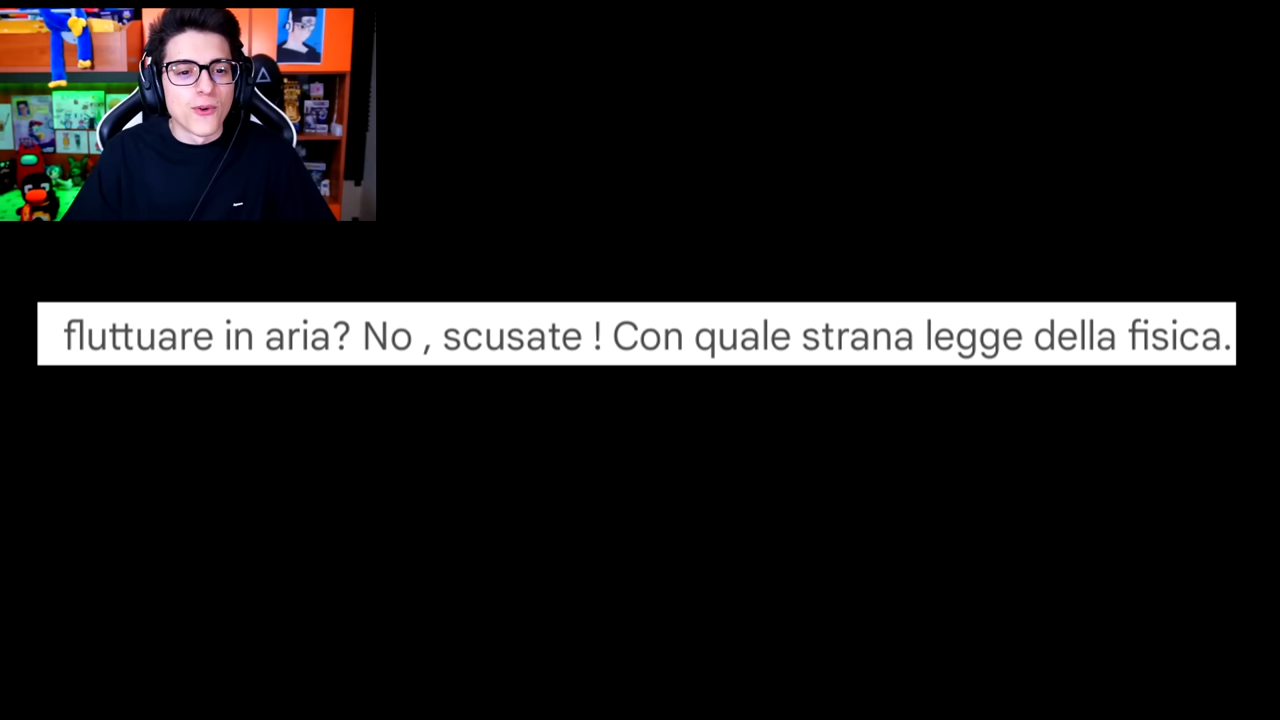 fluttuare in aria? No , scusate ! Con quale strana legge della fisica.